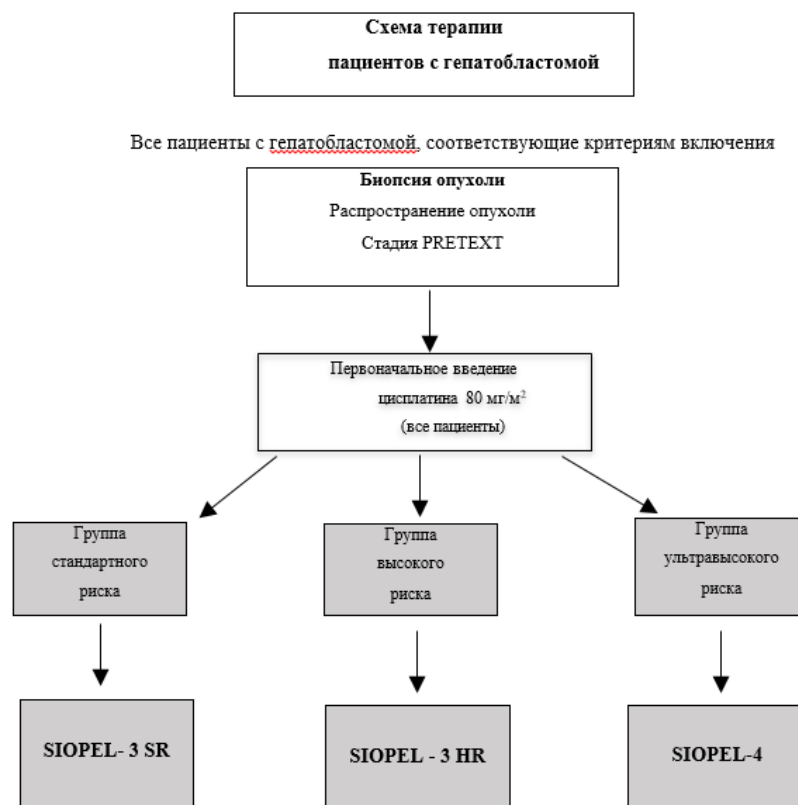 Схема терапии
пациентов с гепатобластомой
Все пациенты с гепатобластомой, соответствующие критериям включения
Биопсия опухоли
Распространение опухоли
Стадия PRETEXT
Первоначальное введение
цисплатина 80 мг/м²
(все пациенты)
Группа
стандартного
риска
Группа
высокого
риска
Группа
ультравысокого
риска
SIOPEL- 3 SR
SIOPEL - 3 HR
SIOPEL-4